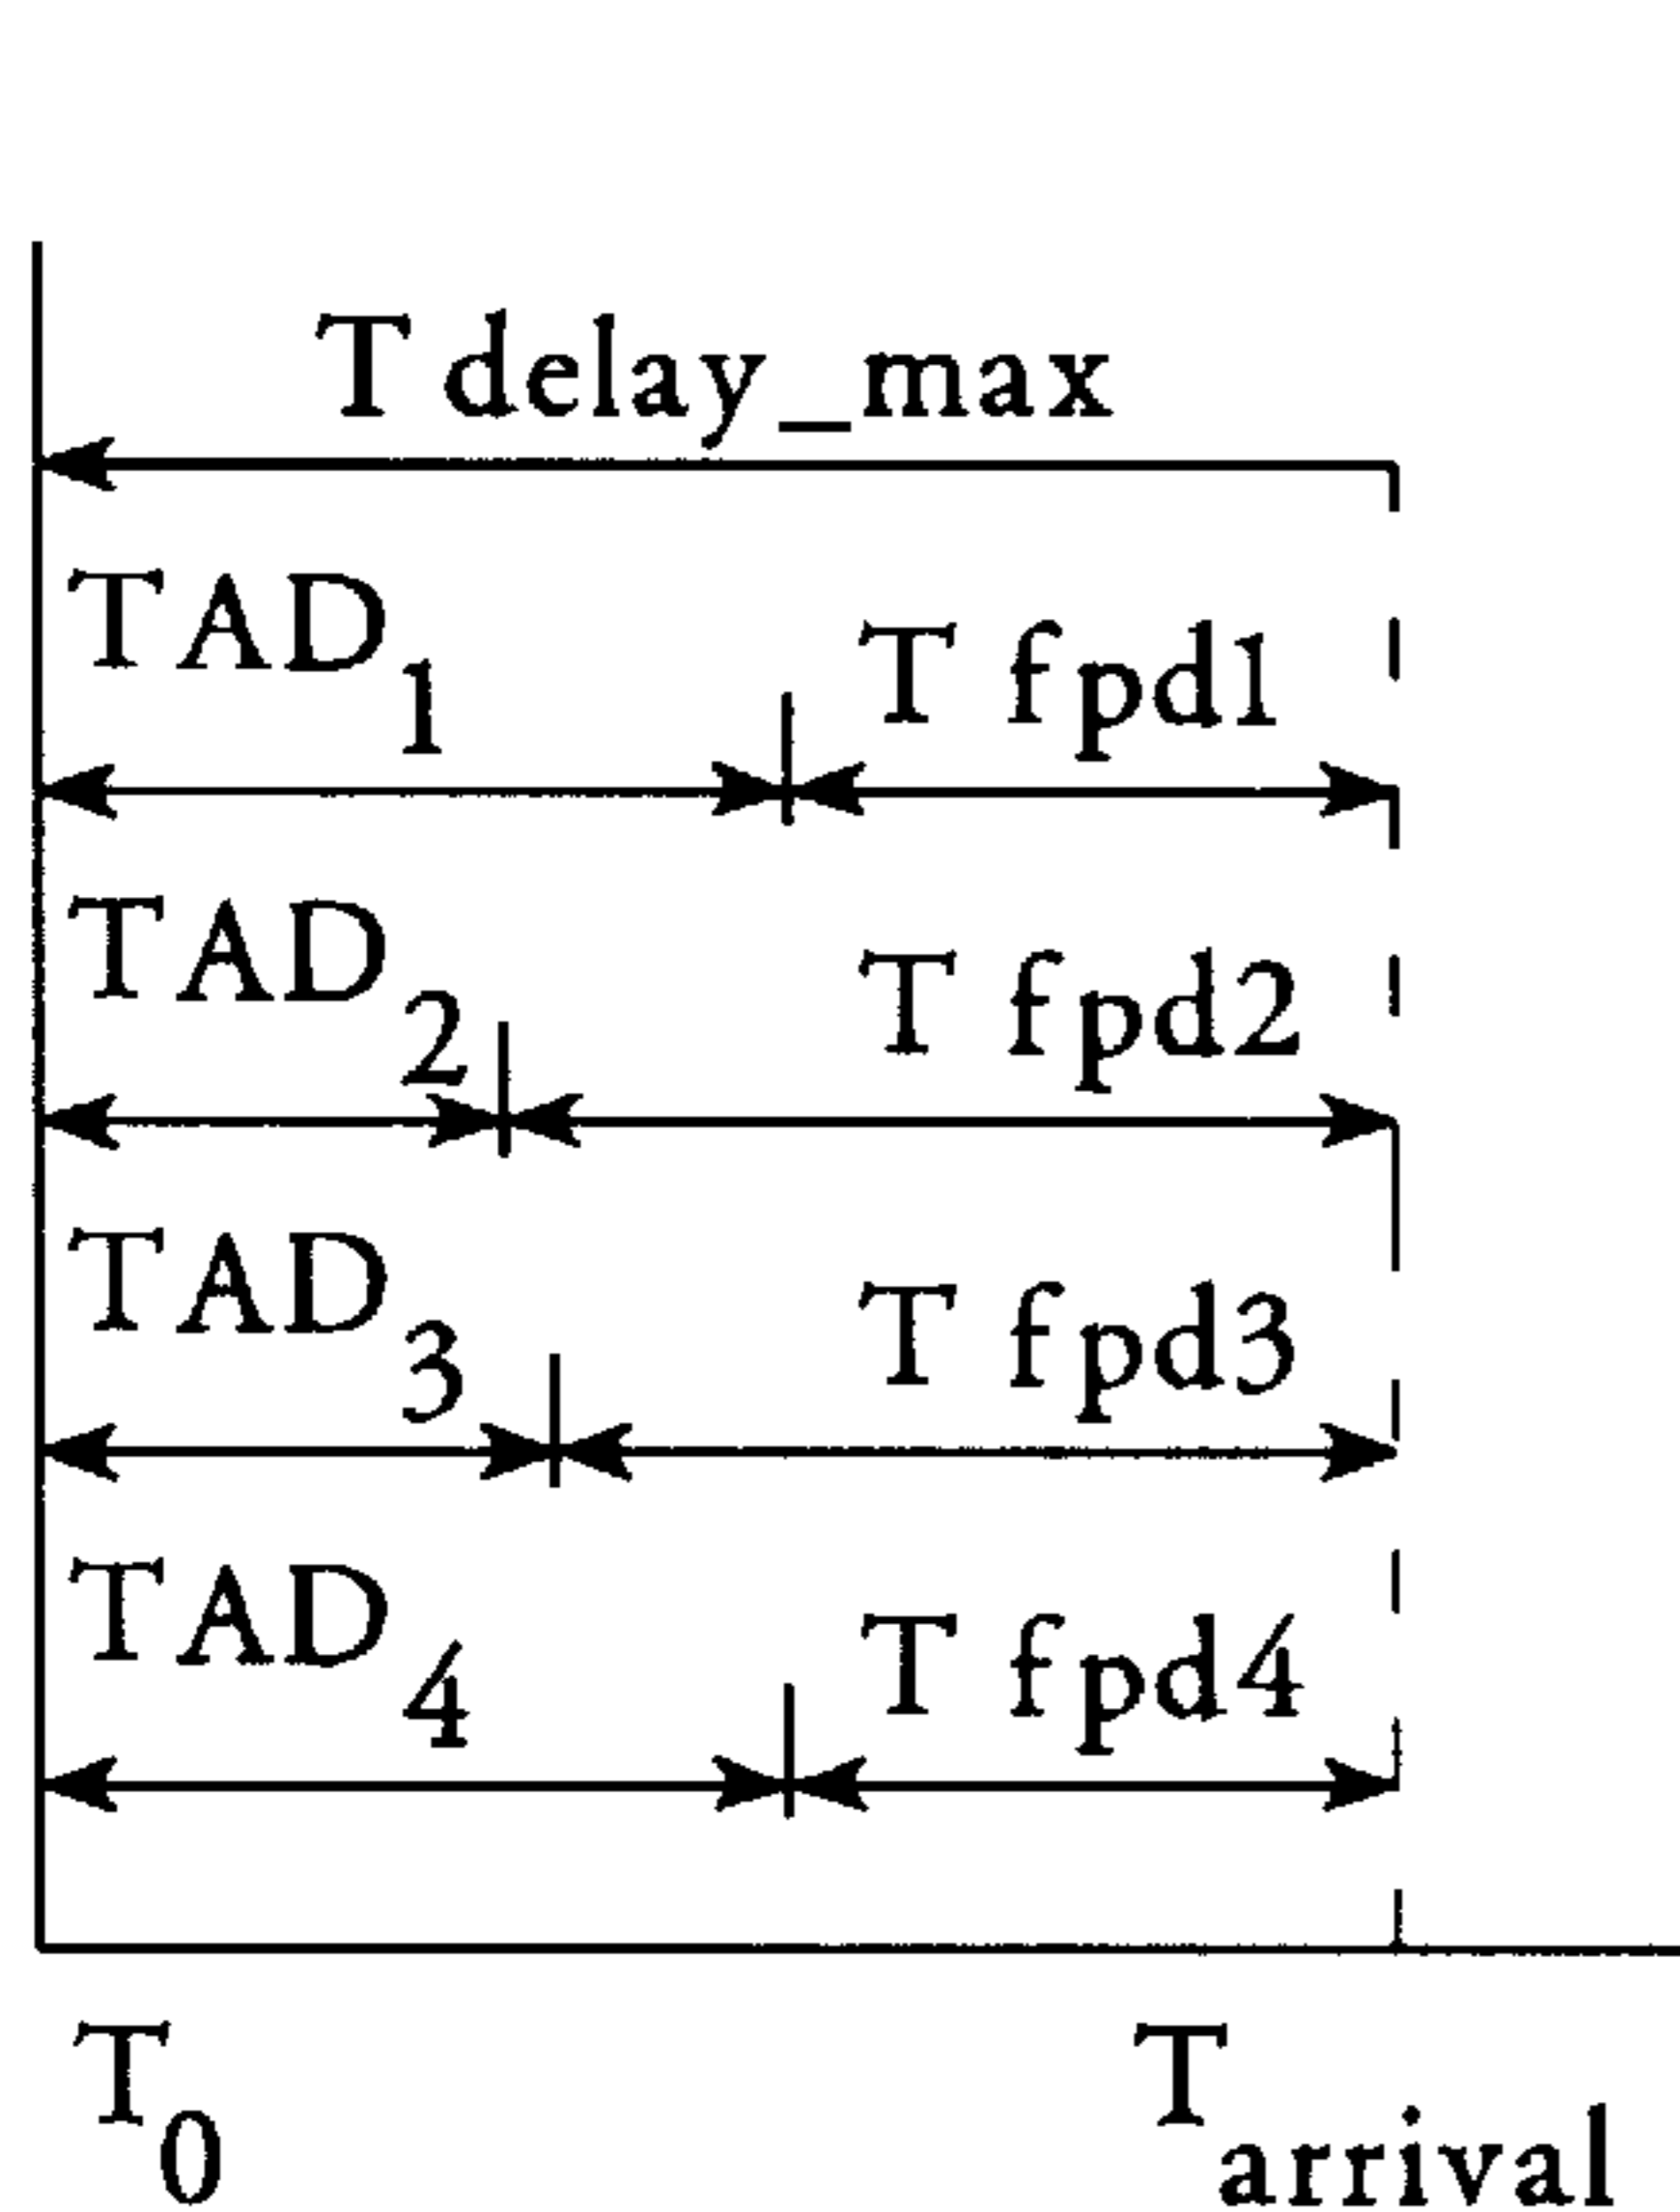 T delay_max
TAD1
T fpd1
TAD2
T fpd2
TAD3
T fpd3
TAD4
T fpd4
T0
Tarrival